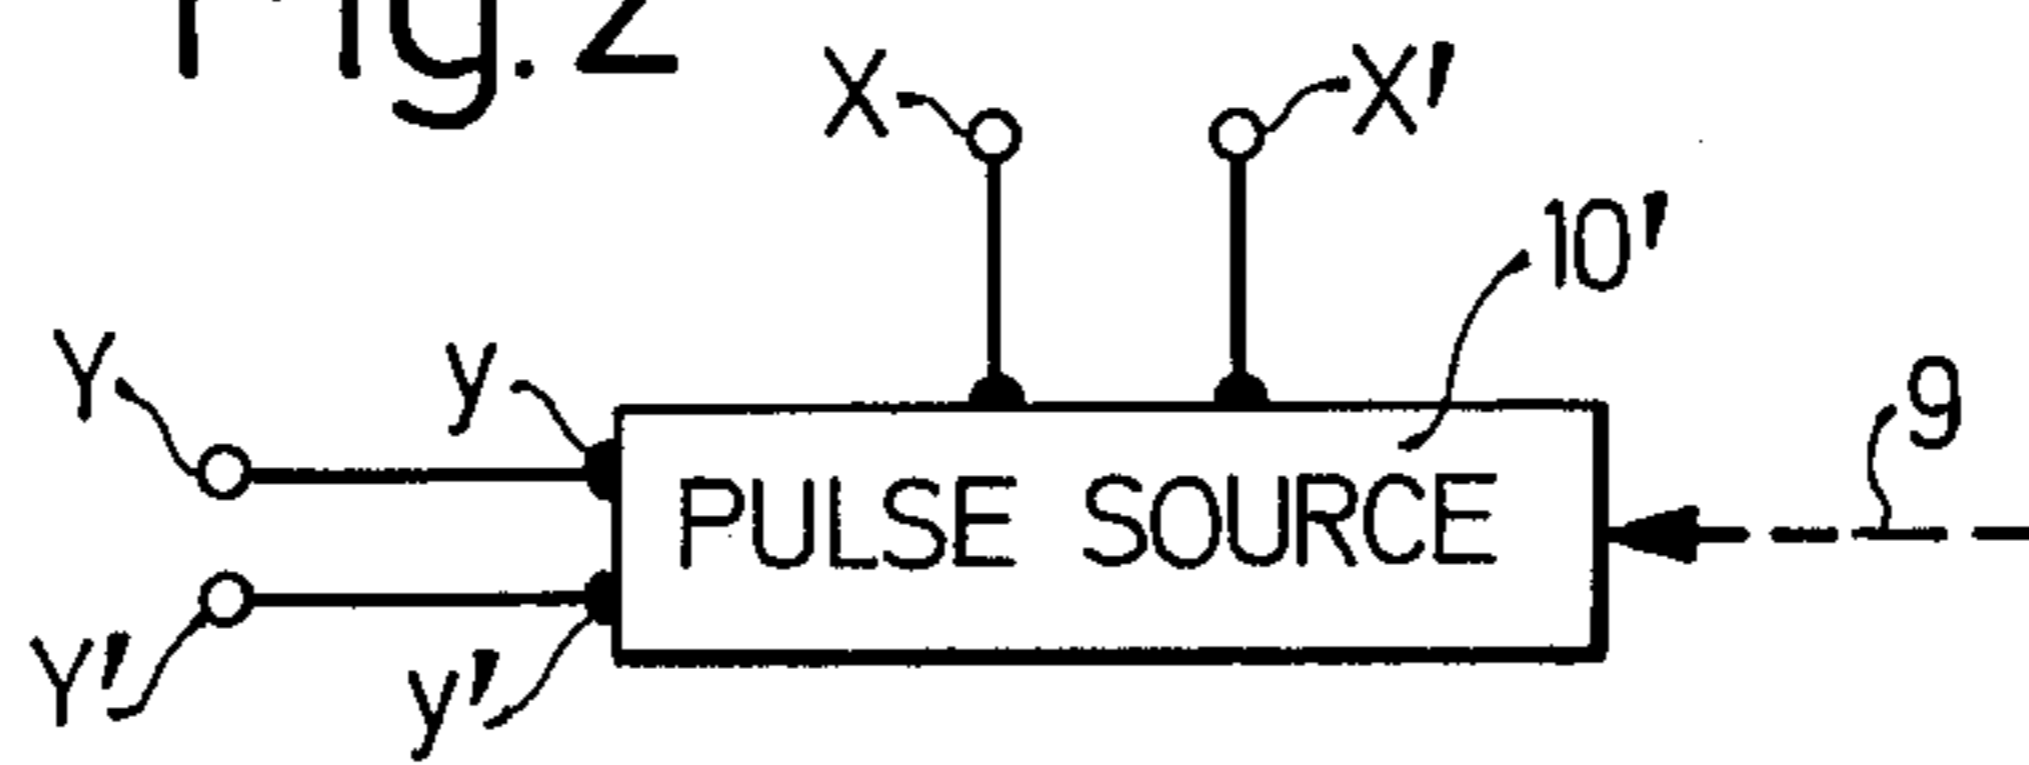 Fig. 2
X X'
10'
Y y
9
PULSE SOURCE
Y' y'